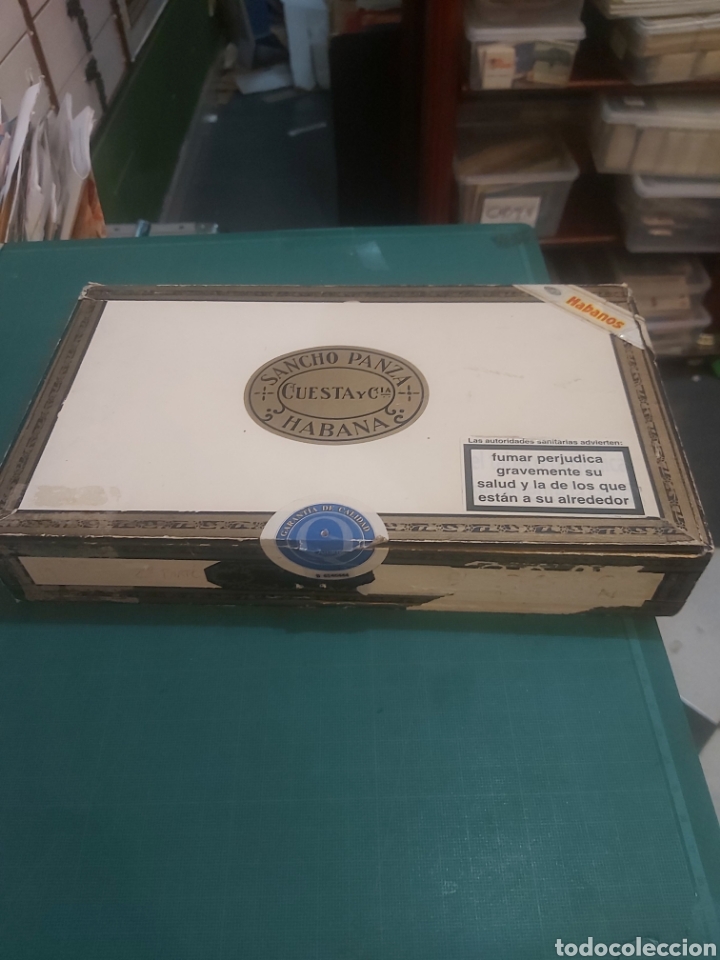 Habanos
SANCHO PANZA
CUESTA Y CIA
HABANA
Las autoridades sanitarias advierten:
fumar perjudica
gravemente su
salud y la de los que
están a su alrededor
GARANTIA DE CALIDAD
todocoleccion